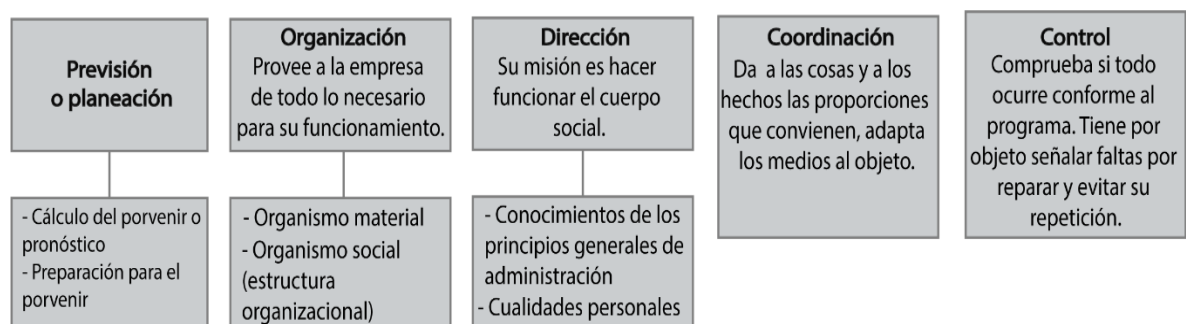 Previsión
o planeación
Organización
Provee a la empresa
de todo lo necesario
para su funcionamiento.
Dirección
Su misión es hacer
funcionar el cuerpo
social.
Coordinación
Da a las cosas y a los
hechos las proporciones
que convienen, adapta
los medios al objeto.
Control
Comprueba si todo
ocurre conforme al
programa. Tiene por
objeto señalar faltas por
reparar y evitar su
repetición.
- Cálculo del porvenir o
pronóstico
- Preparación para el
porvenir
- Organismo material
- Organismo social
(estructura
organizacional)
- Conocimientos de los
principios generales de
administración
- Cualidades personales